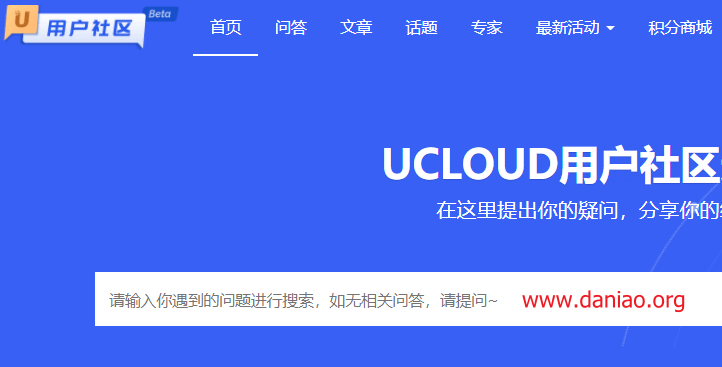 U 用户社区 Beta 首页 问答 文章 话题 专家 最新活动 积分商城
UCLOUD用户社区
在这里提出你的疑问，分享你的
请输入你遇到的问题进行搜索，如无相关问答，请提问~ www.daniao.org